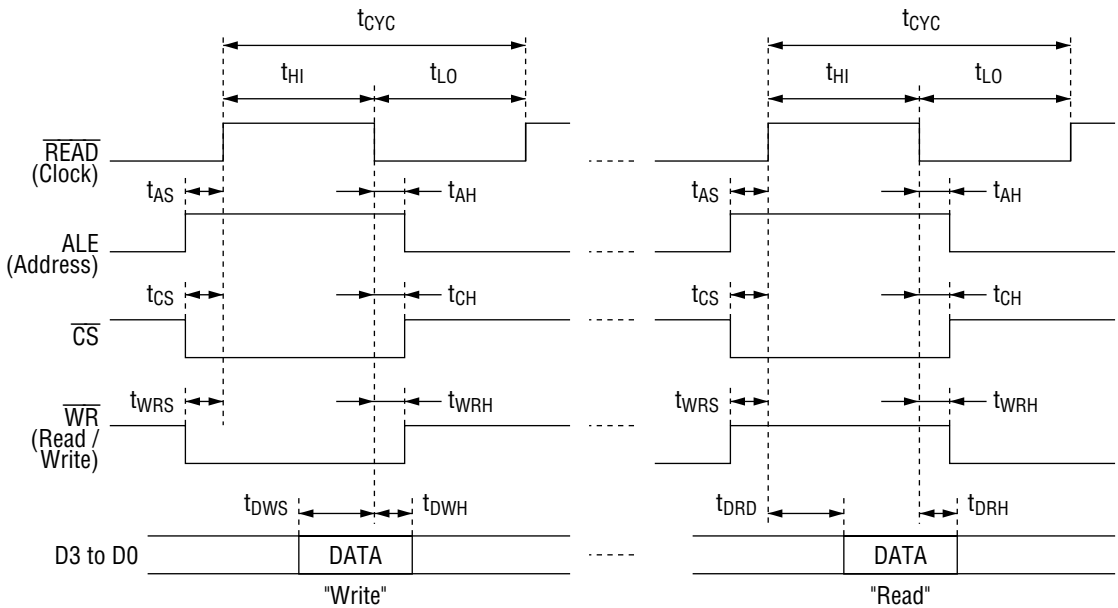 tCYC tCYC
tHI tLO tHI tLO
READ
(Clock)
tAS tAH tAS tAH
ALE
(Address)
tCS tCH tCS tCH
CS
tWRS tWRH tWRS tWRH
WR
(Read /
Write)
tDWS tDWH tDRD tDRH
D3 to D0 DATA DATA
"Write" "Read"